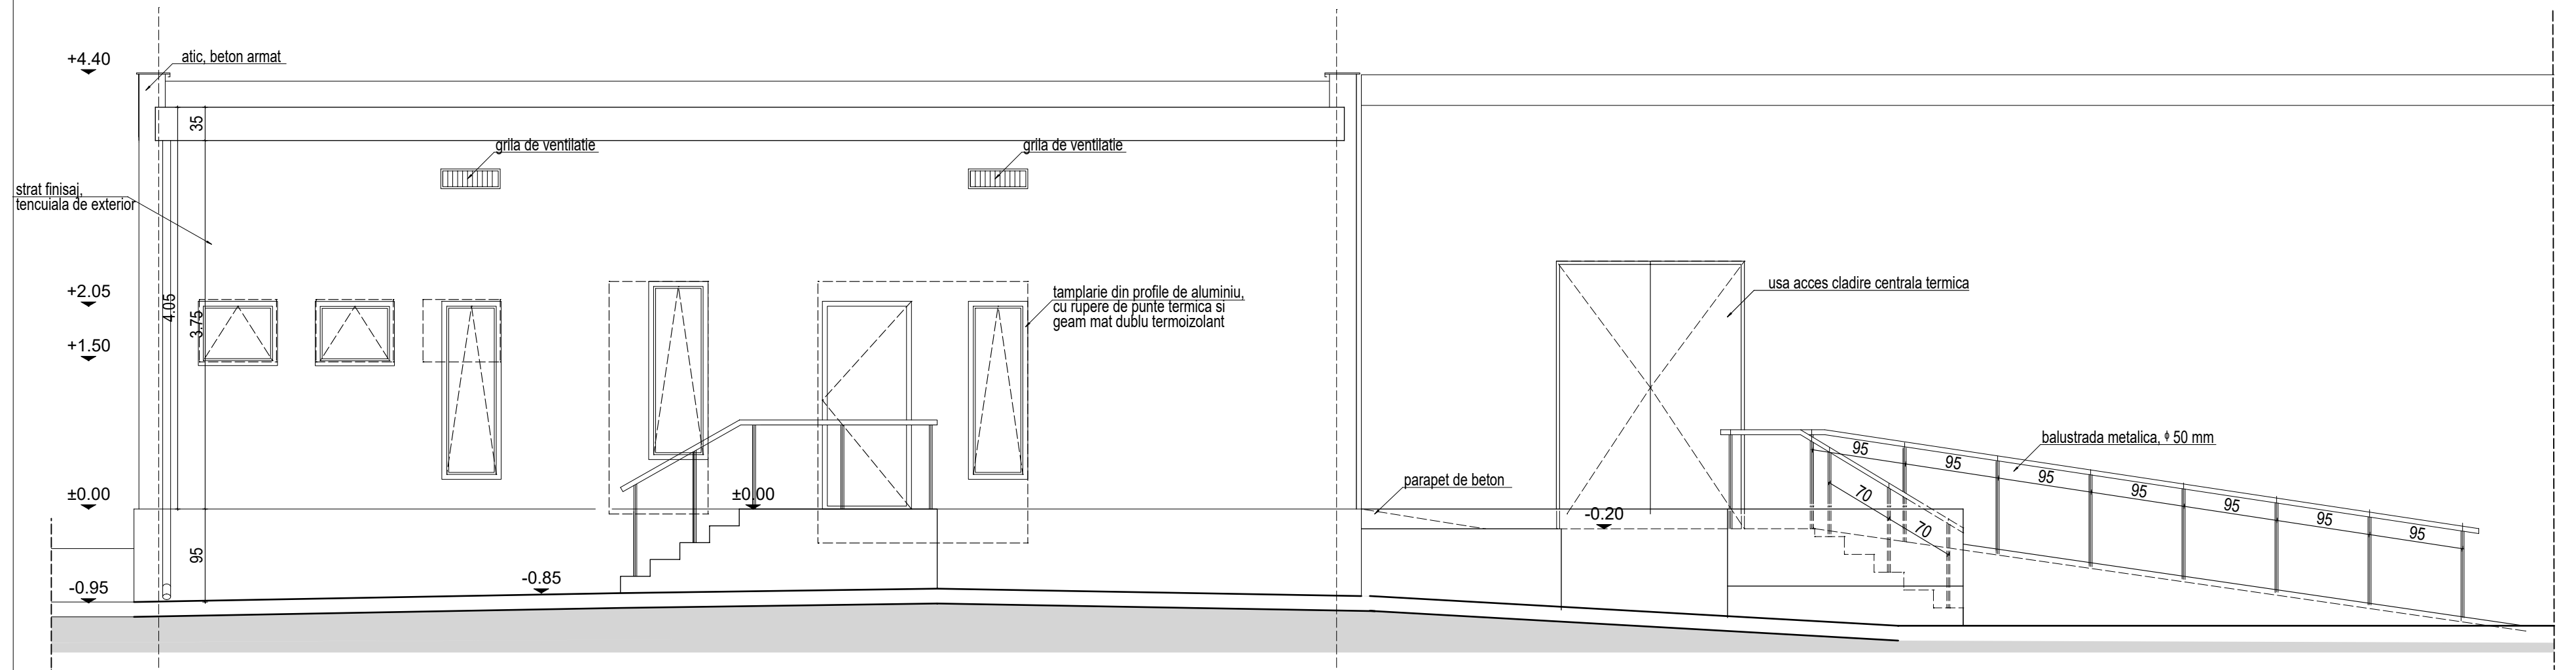 +4.40
atic, beton armat
35
grila de ventilatie
grila de ventilatie
strat finisaj,
tencuiala de exterior
+2.05
4.05
3.75
+1.50
tamplarie din profile de aluminiu,
cu rupere de punte termica si
geam mat dublu termoizolant
usa acces cladire centrala termica
balustrada metalica, ϕ 50 mm
95
95
95
95
95
95
95
70
70
parapet de beton
±0.00
±0.00
-0.20
95
-0.85
-0.95